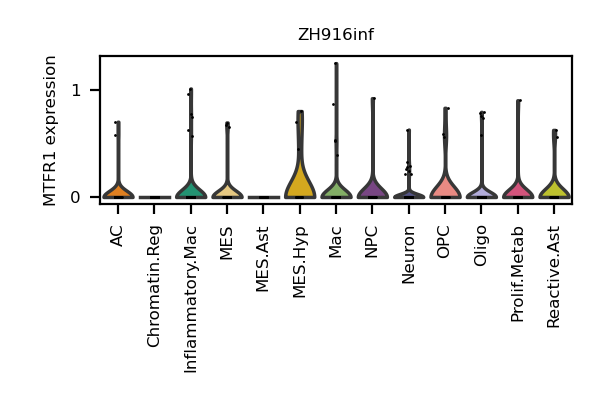 ZH916inf
MTFR1 expression
1
0
AC
Chromatin.Reg
Inflammatory.Mac
MES
MES.Ast
MES.Hyp
Mac
NPC
Neuron
OPC
Oligo
Prolif.Metab
Reactive.Ast